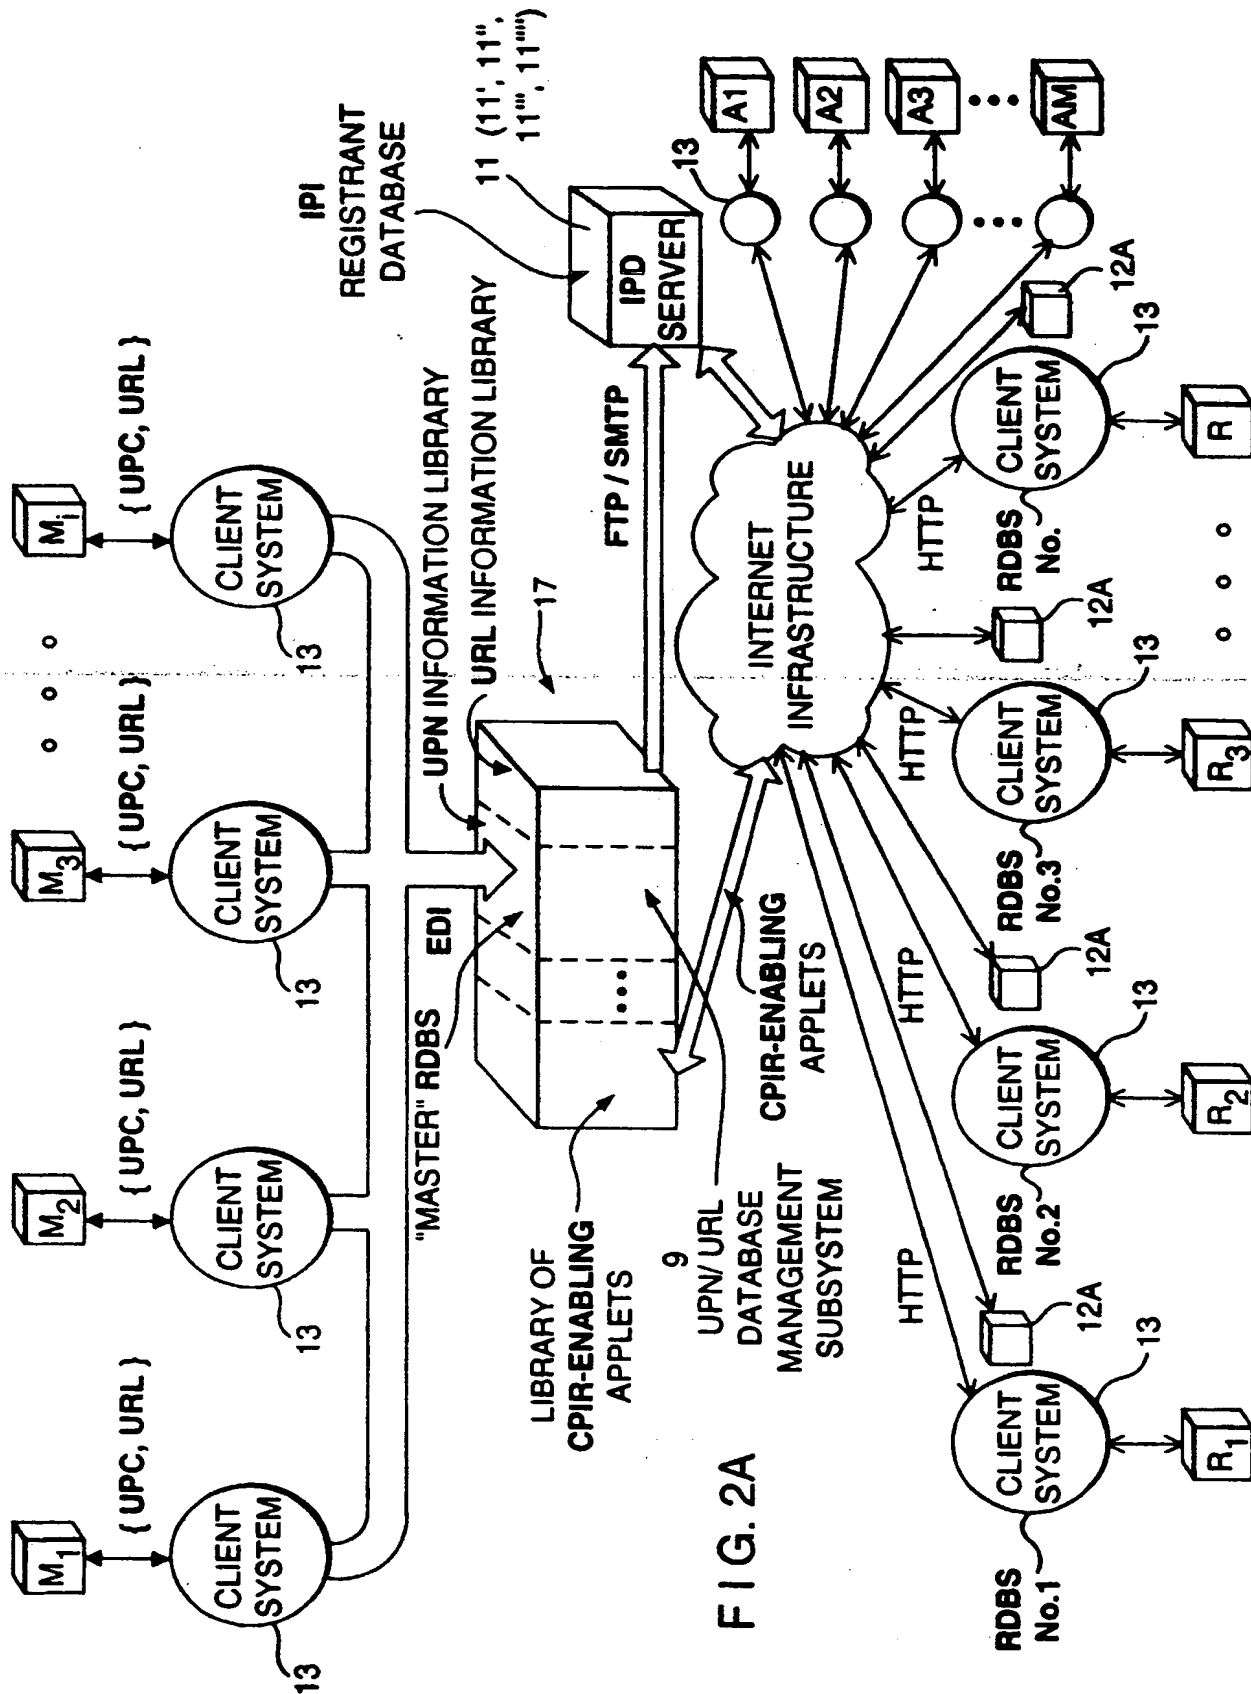 M1
M2
M3
Mi
{ UPC, URL }
{ UPC, URL }
{ UPC, URL }
{ UPC, URL }
CLIENT
SYSTEM
13
CLIENT
SYSTEM
13
CLIENT
SYSTEM
13
CLIENT
SYSTEM
13
"MASTER" RDBS
EDI
UPN INFORMATION LIBRARY
URL INFORMATION LIBRARY
17
IPI
REGISTRANT
DATABASE
11 (11', 11",
11''', 11'''')
IPD
SERVER
FTP / SMTP
LIBRARY OF
CPIR-ENABLING
APPLETS
9
UPN/ URL
DATABASE
MANAGEMENT
SUBSYSTEM
CPIR-ENABLING
APPLETS
INTERNET
INFRASTRUCTURE
13
A1
A2
A3
AM
FIG. 2A
HTTP
HTTP
HTTP
HTTP
12A
12A
12A
12A
RDBS
No.1
CLIENT
SYSTEM
13
RDBS
No.2
CLIENT
SYSTEM
13
RDBS
No.3
CLIENT
SYSTEM
13
RDBS
No.
CLIENT
SYSTEM
13
R1
R2
R3
R